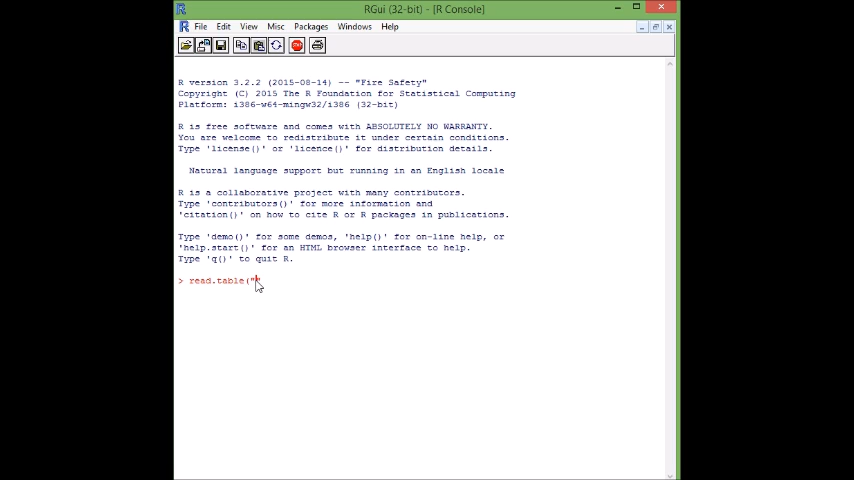 RGui (32-bit) - [R Console]
File Edit View Misc Packages Windows Help
R version 3.2.2 (2015-08-14) -- "Fire Safety"
Copyright (C) 2015 The R Foundation for Statistical Computing
Platform: i386-w64-mingw32/i386 (32-bit)
R is free software and comes with ABSOLUTELY NO WARRANTY.
You are welcome to redistribute it under certain conditions.
Type 'license()' or 'licence()' for distribution details.
Natural language support but running in an English locale
R is a collaborative project with many contributors.
Type 'contributors()' for more information and
'citation()' on how to cite R or R packages in publications.
Type 'demo()' for some demos, 'help()' for on-line help, or
'help.start()' for an HTML browser interface to help.
Type 'q()' to quit R.
> read.table(""